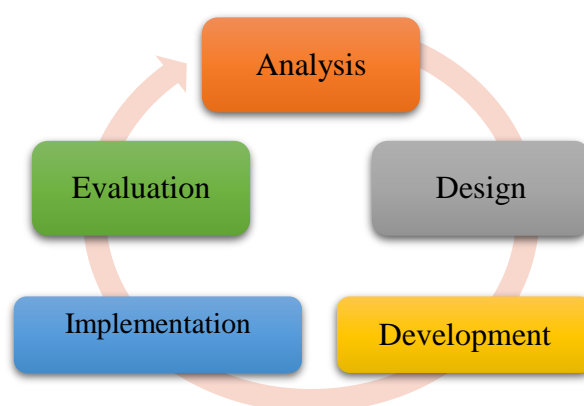 Analysis
Design
Development
Implementation
Evaluation